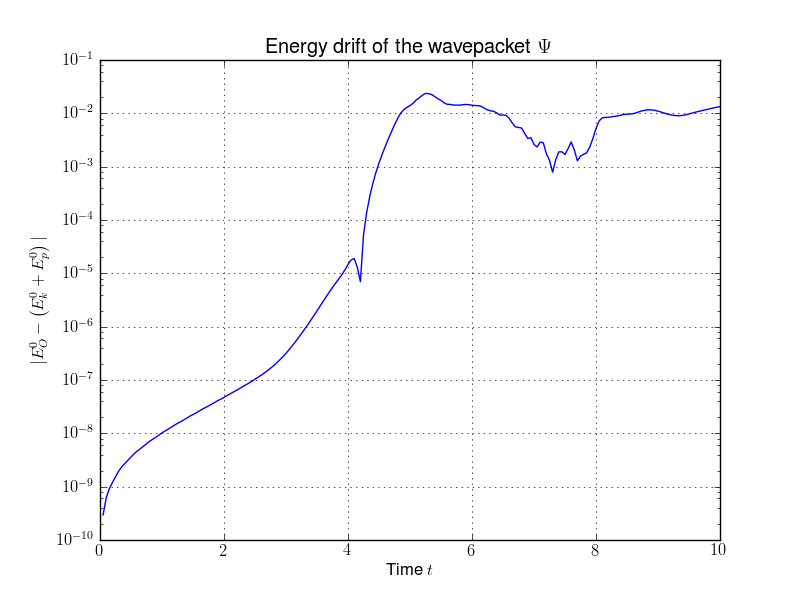 Energy drift of the wavepacket Ψ
10⁻¹
10⁻²
10⁻³
10⁻⁴
10⁻⁵
10⁻⁶
10⁻⁷
10⁻⁸
10⁻⁹
10⁻¹⁰
|E_O^0 − (E_k^0 + E_p^0) |
0 2 4 6 8 10
Time t